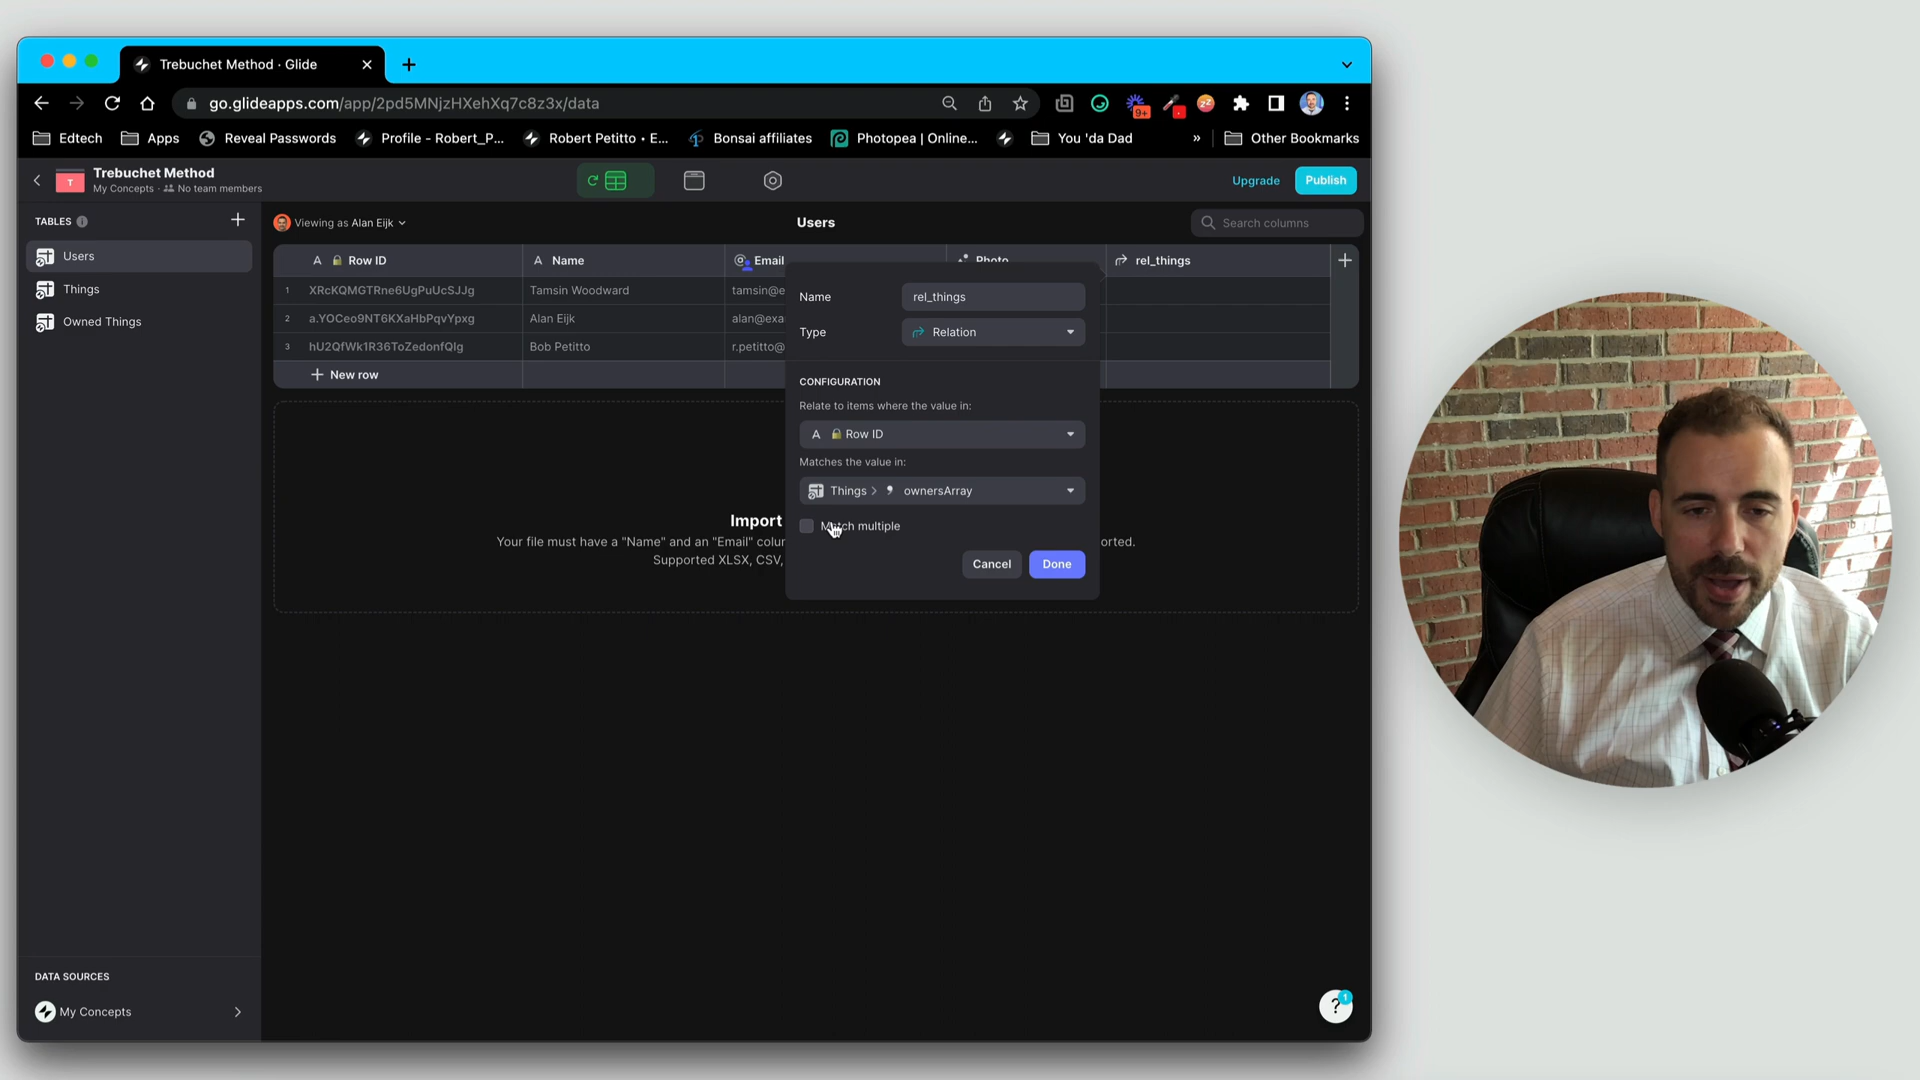 Trebuchet Method · Glide
go.glideapps.com/app/2pd5MNjzHXehXq7c8z3x/data
9+
Edtech
Apps
Reveal Passwords
Profile - Robert_P...
Robert Petitto • E...
Bonsai affiliates
Photopea | Online...
You 'da Dad
»
Other Bookmarks
T
Trebuchet Method
My Concepts · No team members
Upgrade
Publish
TABLES
Users
Things
Owned Things
Viewing as Alan Eijk
Users
Search columns
Row ID
Name
Email
Photo
rel_things
1 XRcKQMGTRne6UgPuUcSJJg Tamsin Woodward tamsin@e
2 a.YOCeo9NT6KXaHbPqvYpxg Alan Eijk alan@exa
3 hU2QfWk1R36ToZedonfQIg Bob Petitto r.petitto@
New row
Name rel_things
Type Relation
CONFIGURATION
Relate to items where the value in:
Row ID
Matches the value in:
Things > ownersArray
Match multiple
Cancel
Done
Import
Your file must have a "Name" and an "Email" colu
orted.
Supported XLSX, CSV,
DATA SOURCES
My Concepts
? 1